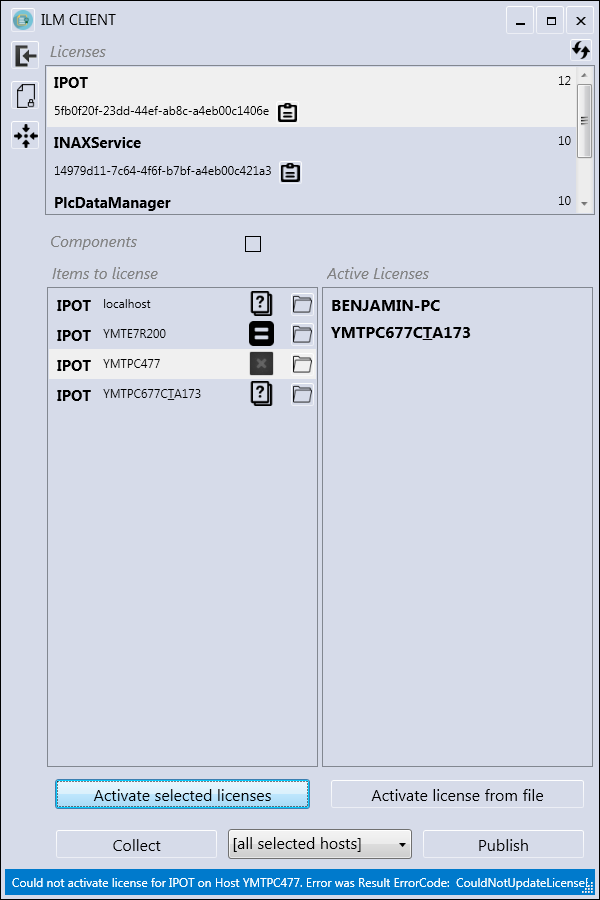 ILM CLIENT
Licenses
IPOT 12
5fb0f20f-23dd-44ef-ab8c-a4eb00c1406e
INAXService 10
14979d11-7c64-4f6f-b7bf-a4eb00c421a3
PlcDataManager 10
Components
Items to license
Active Licenses
IPOT localhost
IPOT YMTE7R200
IPOT YMTPC477
IPOT YMTPC677CTA173
BENJAMIN-PC
YMTPC677CTA173
Activate selected licenses
Activate license from file
Collect
[all selected hosts]
Publish
Could not activate license for IPOT on Host YMTPC477. Error was Result ErrorCode: CouldNotUpdateLicense!